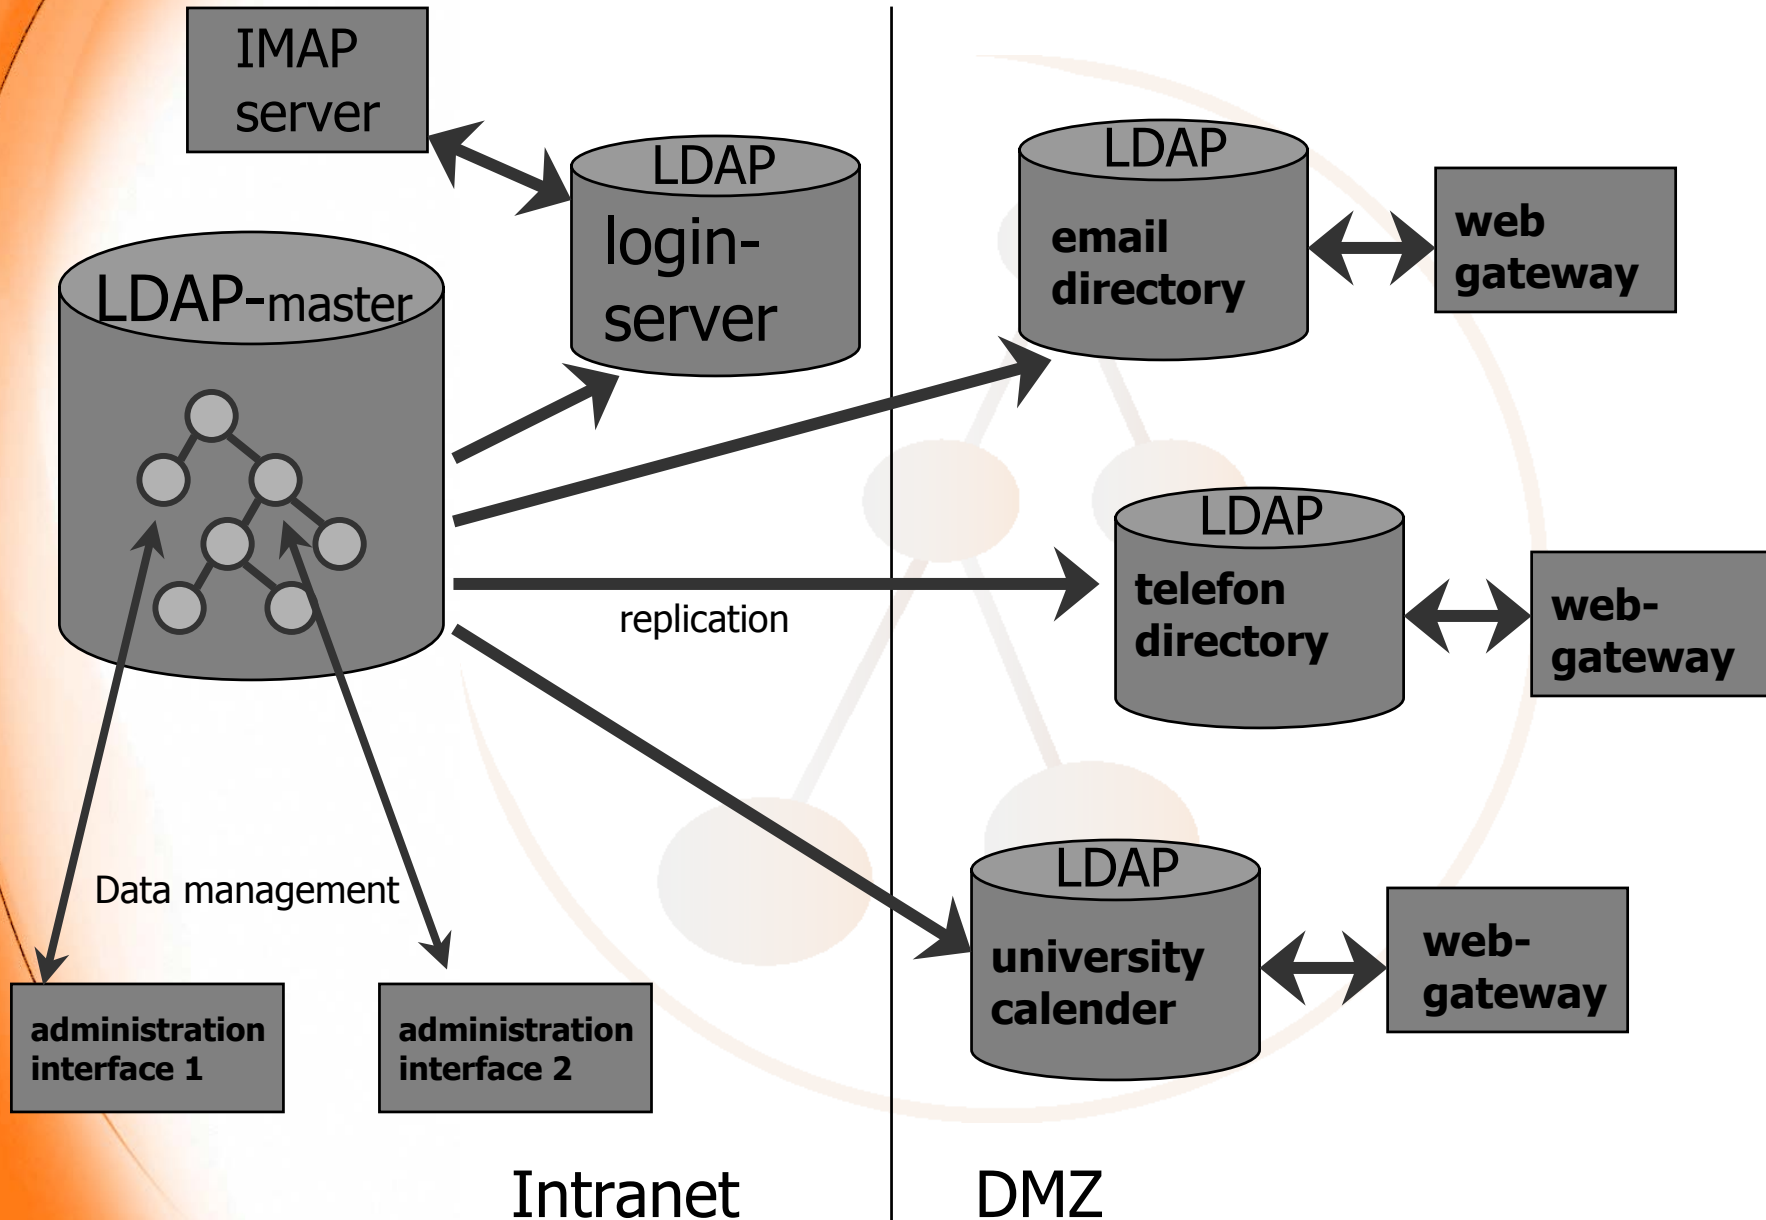 IMAP
server
LDAP
login-
server
LDAP-master
LDAP
email
directory
web
gateway
LDAP
telefon
directory
web-
gateway
replication
LDAP
university
calender
web-
gateway
Data management
administration
interface 1
administration
interface 2
Intranet
DMZ